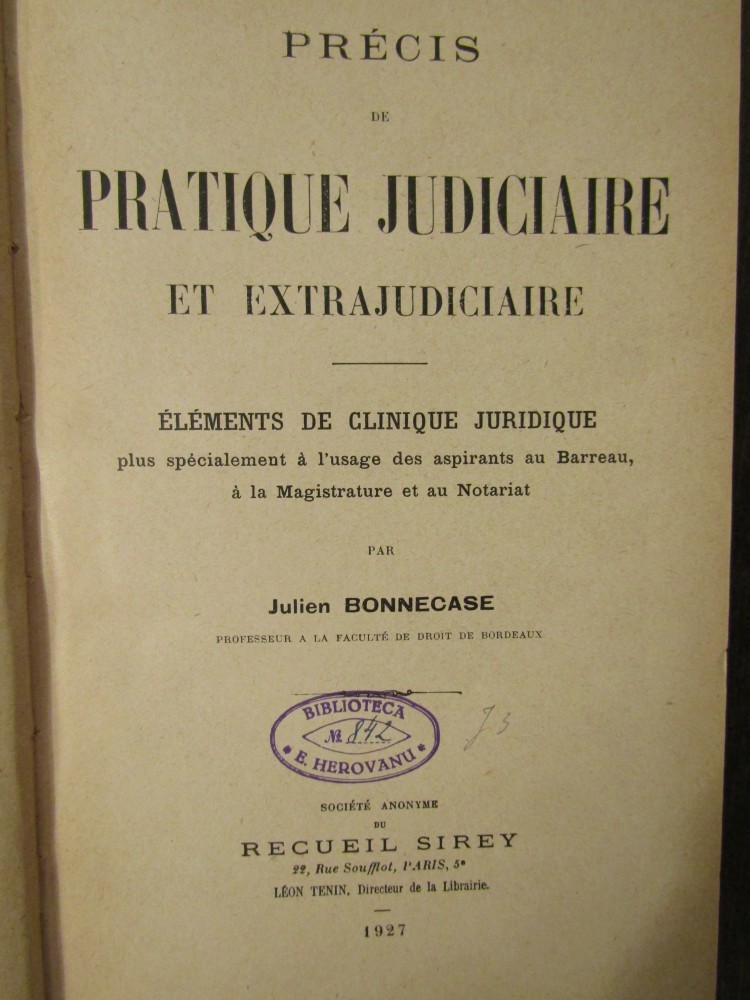 PRÉCIS
DE
PRATIQUE JUDICIAIRE
ET EXTRAJUDICIAIRE
ÉLÉMENTS DE CLINIQUE JURIDIQUE
plus spécialement à l'usage des aspirants au Barreau,
à la Magistrature et au Notariat
PAR
Julien BONNECASE
PROFESSEUR A LA FACULTÉ DE DROIT DE BORDEAUX
BIBLIOTECA
№ 842
* E. HEROVANU *
SOCIÉTÉ ANONYME
DU
RECUEIL SIREY
22, Rue Soufflot, PARIS, 5e
LÉON TENIN, Directeur de la Librairie.
1927